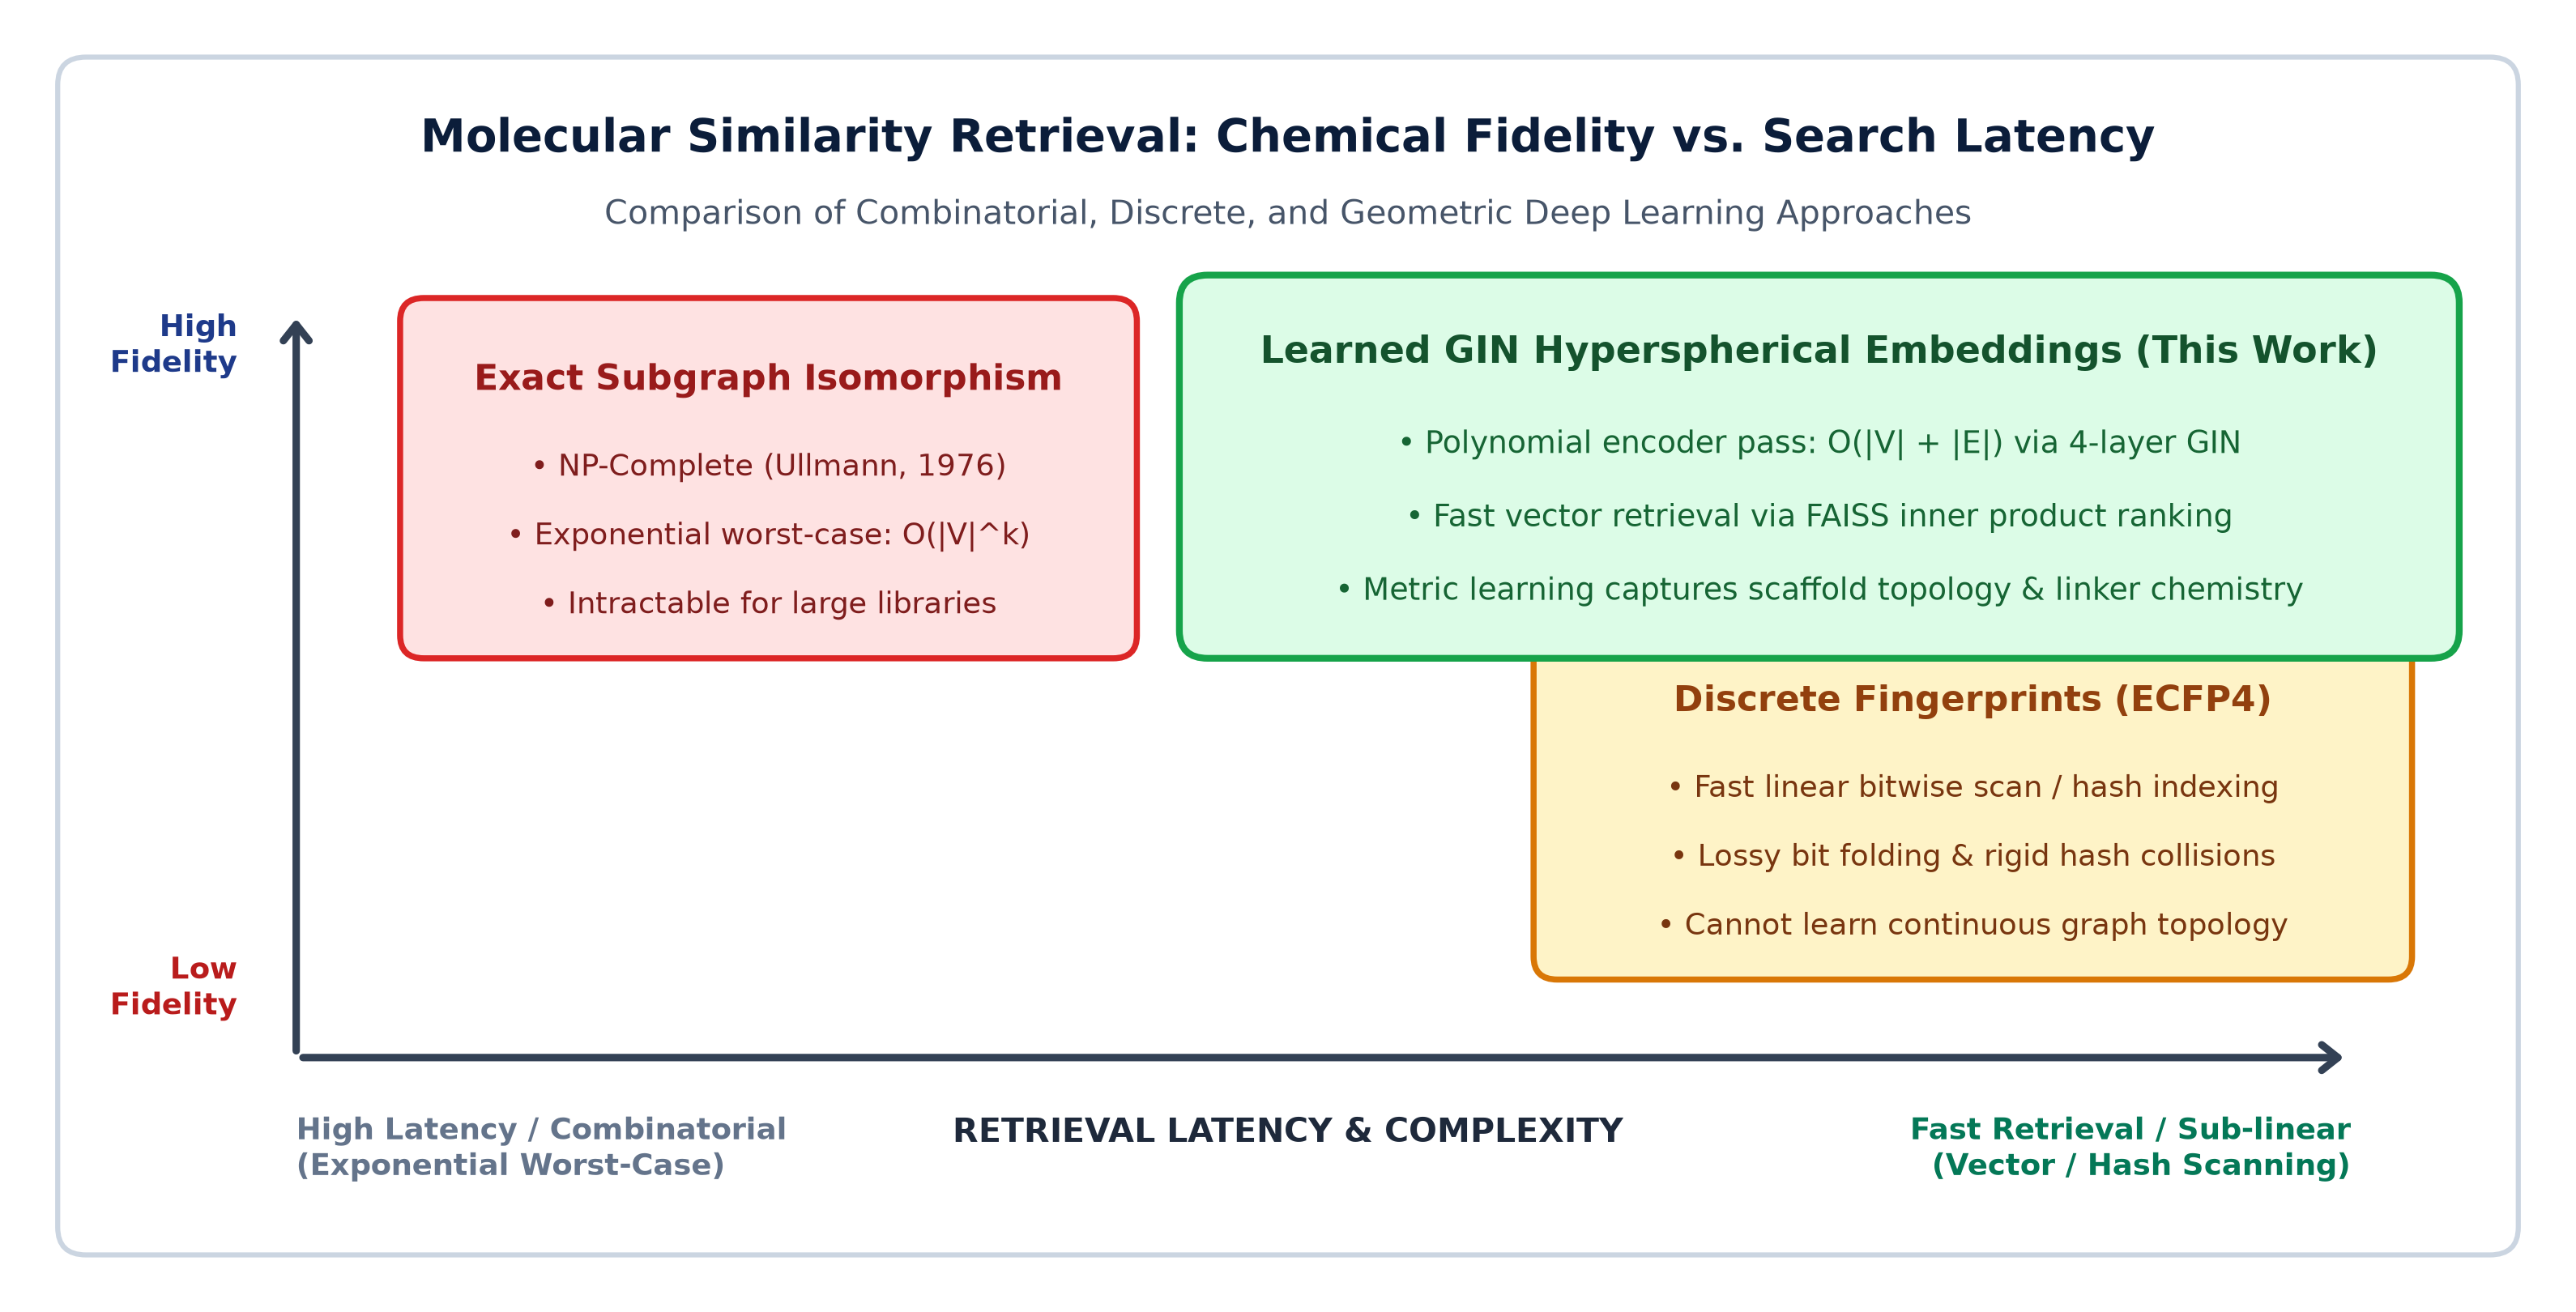 Molecular Similarity Retrieval: Chemical Fidelity vs. Search Latency
Comparison of Combinatorial, Discrete, and Geometric Deep Learning Approaches
High
Fidelity
Exact Subgraph Isomorphism
• NP-Complete (Ullmann, 1976)
• Exponential worst-case: O(|V|^k)
• Intractable for large libraries
Learned GIN Hyperspherical Embeddings (This Work)
• Polynomial encoder pass: O(|V| + |E|) via 4-layer GIN
• Fast vector retrieval via FAISS inner product ranking
• Metric learning captures scaffold topology & linker chemistry
Discrete Fingerprints (ECFP4)
• Fast linear bitwise scan / hash indexing
• Lossy bit folding & rigid hash collisions
• Cannot learn continuous graph topology
Low
Fidelity
High Latency / Combinatorial
(Exponential Worst-Case)
RETRIEVAL LATENCY & COMPLEXITY
Fast Retrieval / Sub-linear
(Vector / Hash Scanning)